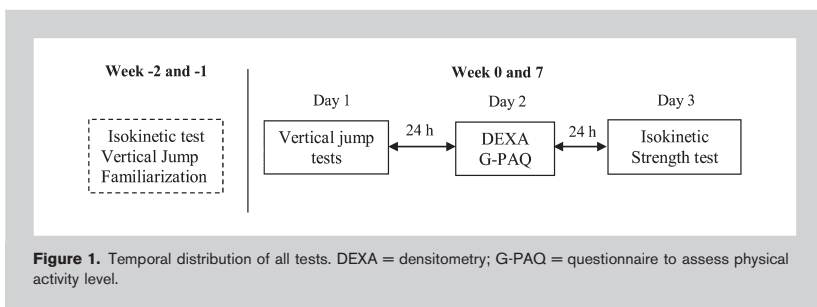 Week -2 and -1
Isokinetic test
Vertical Jump
Familiarization
Week 0 and 7
Day 1
Vertical jump
tests
24 h
Day 2
DEXA
G-PAQ
24 h
Day 3
Isokinetic
Strength test
Figure 1. Temporal distribution of all tests. DEXA = densitometry; G-PAQ = questionnaire to assess physical
activity level.